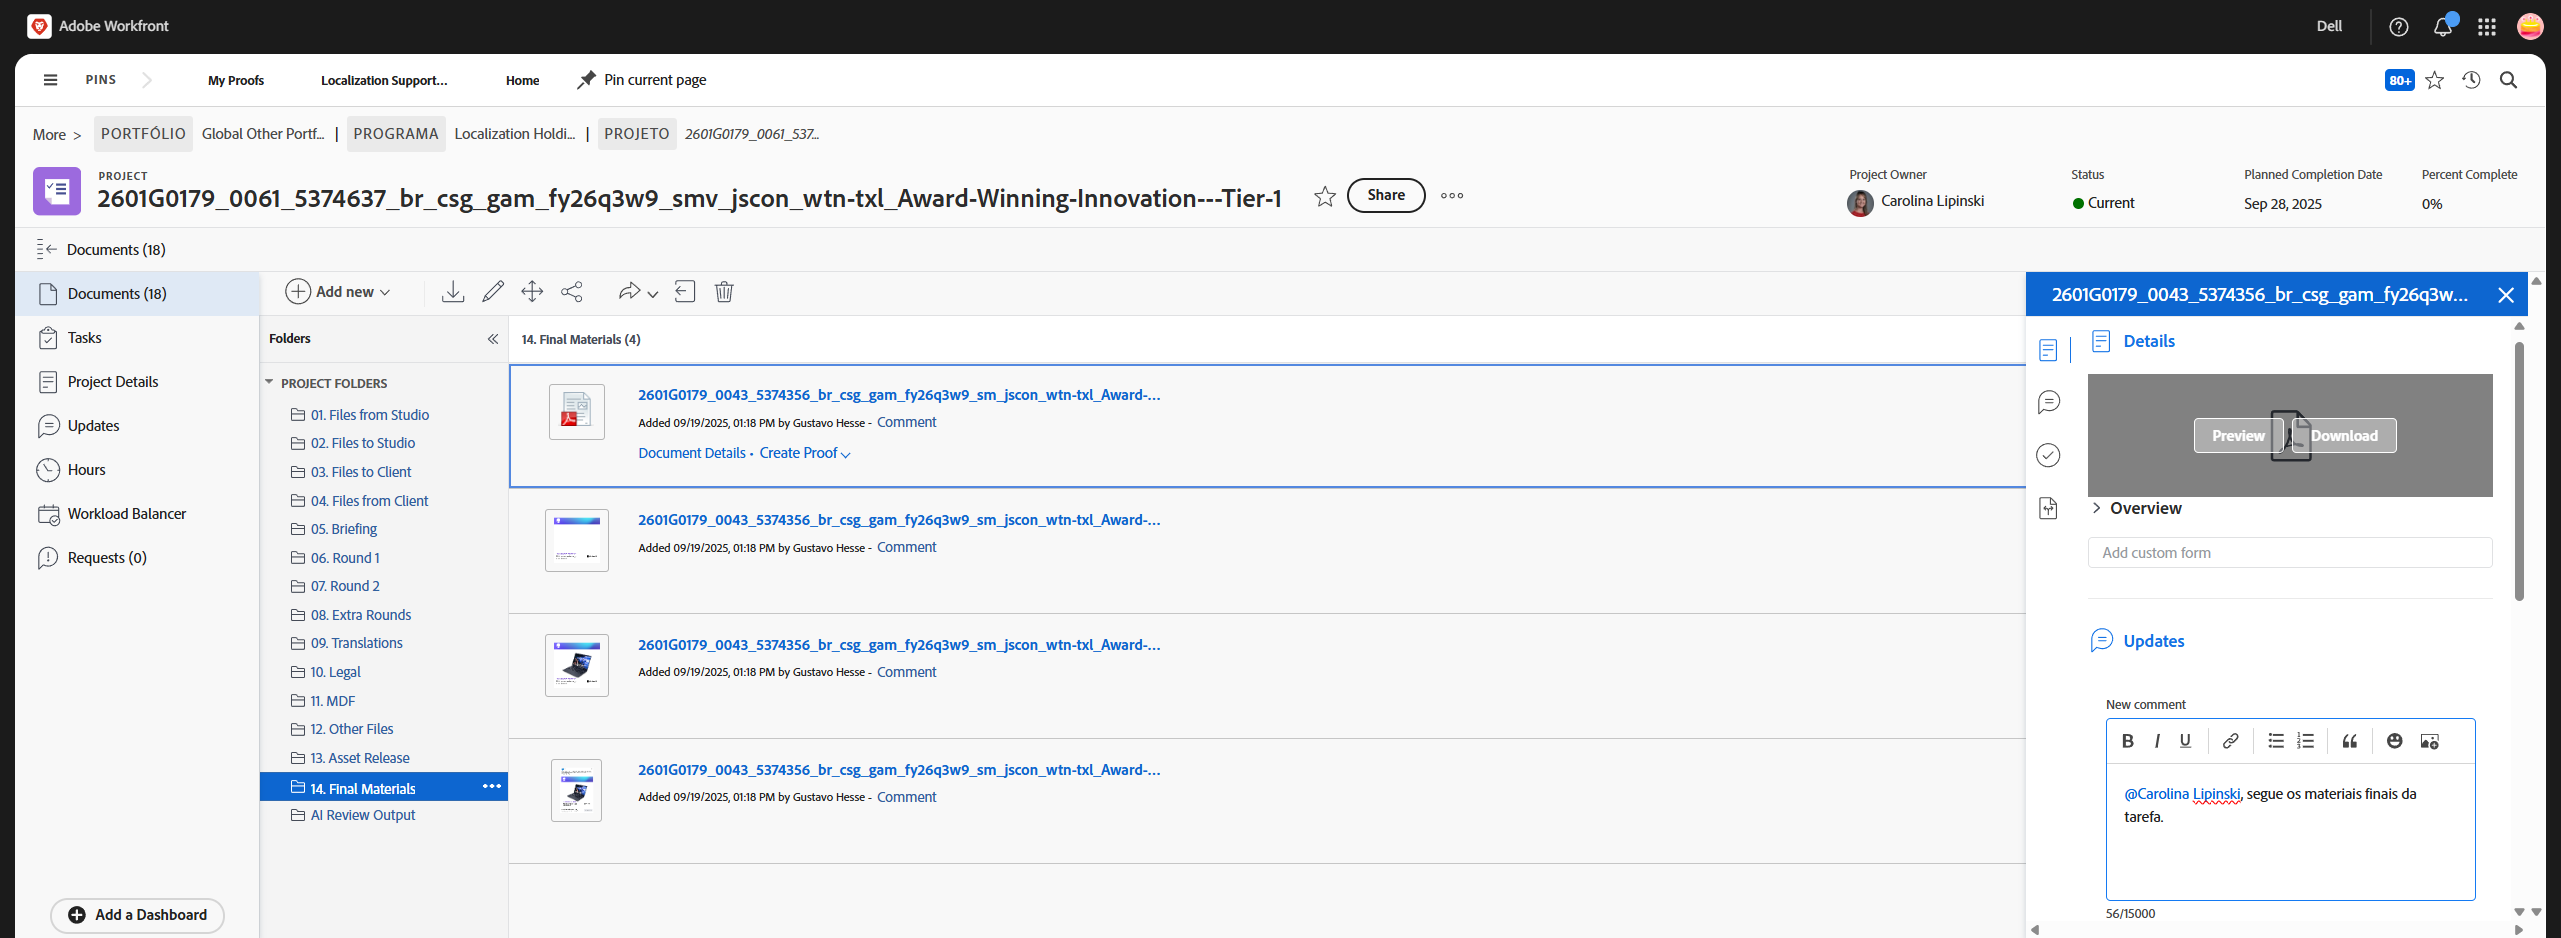 Adobe Workfront
Dell
PINS
My Proofs
Localization Support...
Home
Pin current page
80+
More >
PORTFÓLIO
Global Other Portf...
|
PROGRAMA
Localization Holdi...
|
PROJETO
2601G0179_0061_537...
PROJECT
2601G0179_0061_5374637_br_csg_gam_fy26q3w9_smv_jscon_wtn-txl_Award-Winning-Innovation---Tier-1
Share
Project Owner
Carolina Lipinski
Status
Current
Planned Completion Date
Sep 28, 2025
Percent Complete
0%
Documents (18)
Documents (18)
Tasks
Project Details
Updates
Hours
Workload Balancer
Requests (0)
Add a Dashboard
Add new
Folders
PROJECT FOLDERS
01. Files from Studio
02. Files to Studio
03. Files to Client
04. Files from Client
05. Briefing
06. Round 1
07. Round 2
08. Extra Rounds
09. Translations
10. Legal
11. MDF
12. Other Files
13. Asset Release
14. Final Materials
AI Review Output
14. Final Materials (4)
2601G0179_0043_5374356_br_csg_gam_fy26q3w9_sm_jscon_wtn-txl_Award-...
Added 09/19/2025, 01:18 PM by Gustavo Hesse - Comment
Document Details • Create Proof
2601G0179_0043_5374356_br_csg_gam_fy26q3w9_sm_jscon_wtn-txl_Award-...
Added 09/19/2025, 01:18 PM by Gustavo Hesse - Comment
2601G0179_0043_5374356_br_csg_gam_fy26q3w9_sm_jscon_wtn-txl_Award-...
Added 09/19/2025, 01:18 PM by Gustavo Hesse - Comment
2601G0179_0043_5374356_br_csg_gam_fy26q3w9_sm_jscon_wtn-txl_Award-...
Added 09/19/2025, 01:18 PM by Gustavo Hesse - Comment
2601G0179_0043_5374356_br_csg_gam_fy26q3w...
Details
Preview
Download
Overview
Add custom form
Updates
New comment
B I U
@Carolina Lipinski, segue os materiais finais da
tarefa.
56/15000